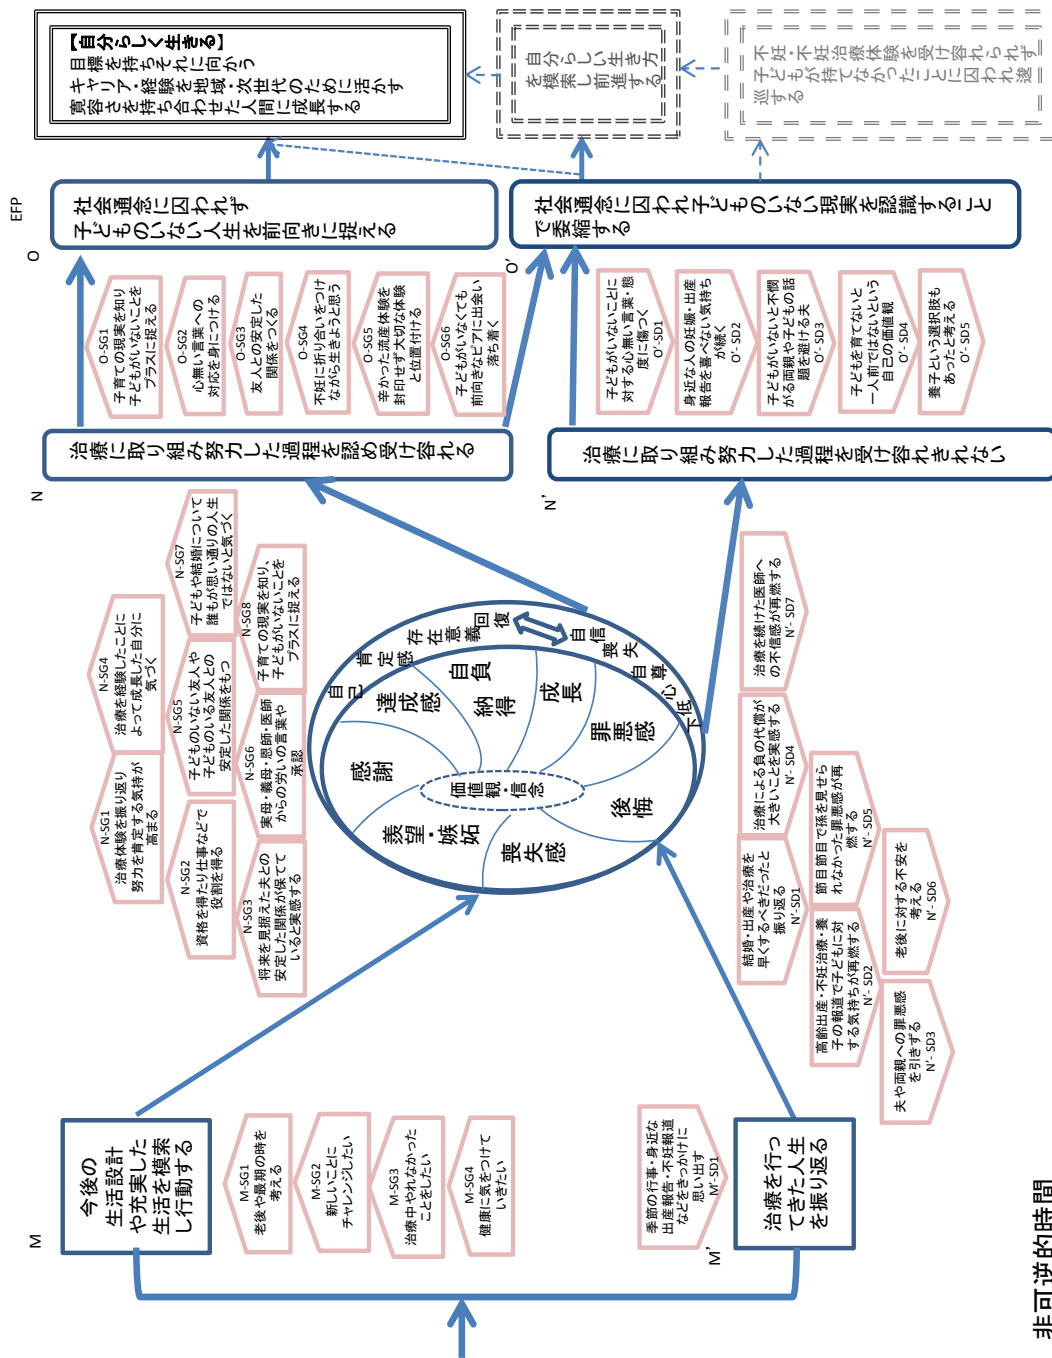 EFP
M
今後の
生活設計
や充実した
生活を模索
し行動する
M-SG1
老後や最期の時を
考える
M-SG2
新しいことに
チャレンジしたい
M-SG3
治療中やれなかった
ことをしたい
M-SG4
健康に気をつけて
いきたい
M'
治療を行っ
てきた人生
を振り返る
季節の行事・身近な
出産報告・不妊報道
などをきっかけに
思い出す
M'-SD1
N-SG1
治療体験を振り返り
努力を肯定する気持が
高まる
N-SG2
資格を得たり仕事などで
役割を得る
N-SG3
将来を見据えた夫との
安定した関係が保てて
いると実感する
N-SG4
治療を経験したことに
よって成長した自分に
気づく
N-SG5
子どものいない友人や
子どものいる友人との
安定した関係をもつ
N-SG6
実母・義母・恩師・医師
からの労いの言葉や
承認
N-SG7
子どもや結婚について
誰もが思い通りの人生
ではないと気づく
N-SG8
子育ての現実を知り、
子どもがいないことを
プラスに捉える
価値
観・信念
羨望・嫉妬
感謝
達成感
自負
納得
成長
罪悪感
後悔
喪失感
自己
肯定感
存在意義
回復
自信
喪失
自尊
心低
下
結婚・出産や治療を
早くするべきだったと
振り返る
N'-SD1
高齢出産・不妊治療・養
子の報道で子どもに対
する気持ちが再燃する
N'-SD2
夫や両親への罪悪感
を引きずる
N'-SD3
治療による負の代償が
大きいことを実感する
N'-SD4
節目節目で孫を見せら
れなかった罪悪感が再
燃する
N'-SD5
老後に対する不安を
考える
N'-SD6
治療を続けた医師へ
の不信感が再燃する
N'-SD7
N
治療に取り組み努力した過程を認め受け容れる
N'
治療に取り組み努力した過程を受け容れきれない
O-SG1
子育ての現実を知り
子どもがいないことを
プラスに捉える
O-SG2
心無い言葉への
対応を身につける
O-SG3
友人との安定した
関係をつくる
O-SG4
不妊に折り合いをつけ
ながら生きようと思う
O-SG5
辛かった流産体験を
封印せず大切な体験
と位置付ける
O-SG6
子どもがいなくても
前向きなピアに出会い
落ち着く
子どもがいないことに
対する心無い言葉・態
度に傷つく
O'-SD1
身近な人の妊娠・出産
報告を喜べない気持ち
が続く
O'-SD2
子どもがいないと不憫
がる両親や子どもの話
題を避ける夫
O'-SD3
子どもを育てないと
一人前ではないという
自己の価値観
O'-SD4
養子という選択肢も
あったと考える
O'-SD5
O
社会通念に囚われず
子どものいない人生を前向きに捉える
O'
社会通念に囚われ子どものいない現実を認識すること
で萎縮する
【自分らしく生きる】
目標を持ちそれに向かう
キャリア・経験を地域・次世代のために活かす
寛容さを持ち合わせた人間に成長する
自分らしい生き方
を模索し前進する
不妊・不妊治療体験を受け容れられず
子どもが持てなかったことに囚われ逡
巡する
非可逆的時間